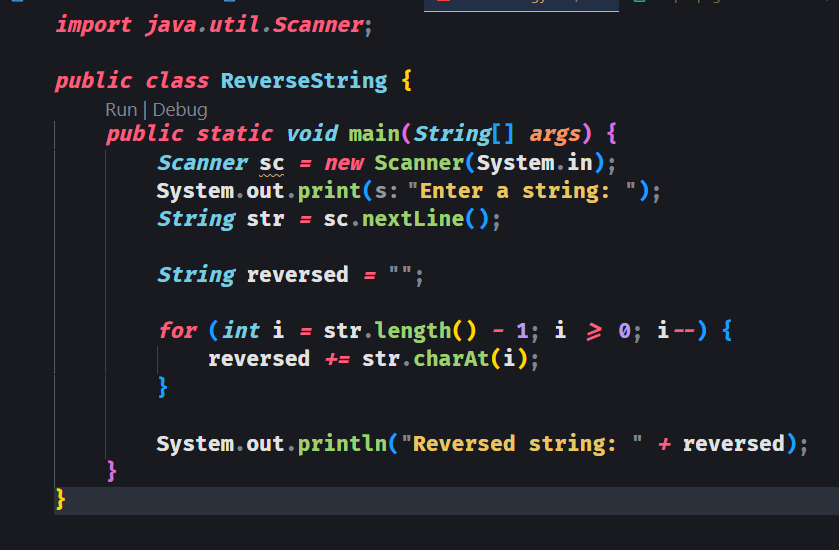 import java.util.Scanner;
public class ReverseString {
Run | Debug
public static void main(String[] args) {
Scanner sc = new Scanner(System.in);
System.out.print(s: "Enter a string: ");
String str = sc.nextLine();
String reversed = "";
for (int i = str.length() - 1; i >= 0; i--) {
reversed += str.charAt(i);
}
System.out.println("Reversed string: " + reversed);
}
}